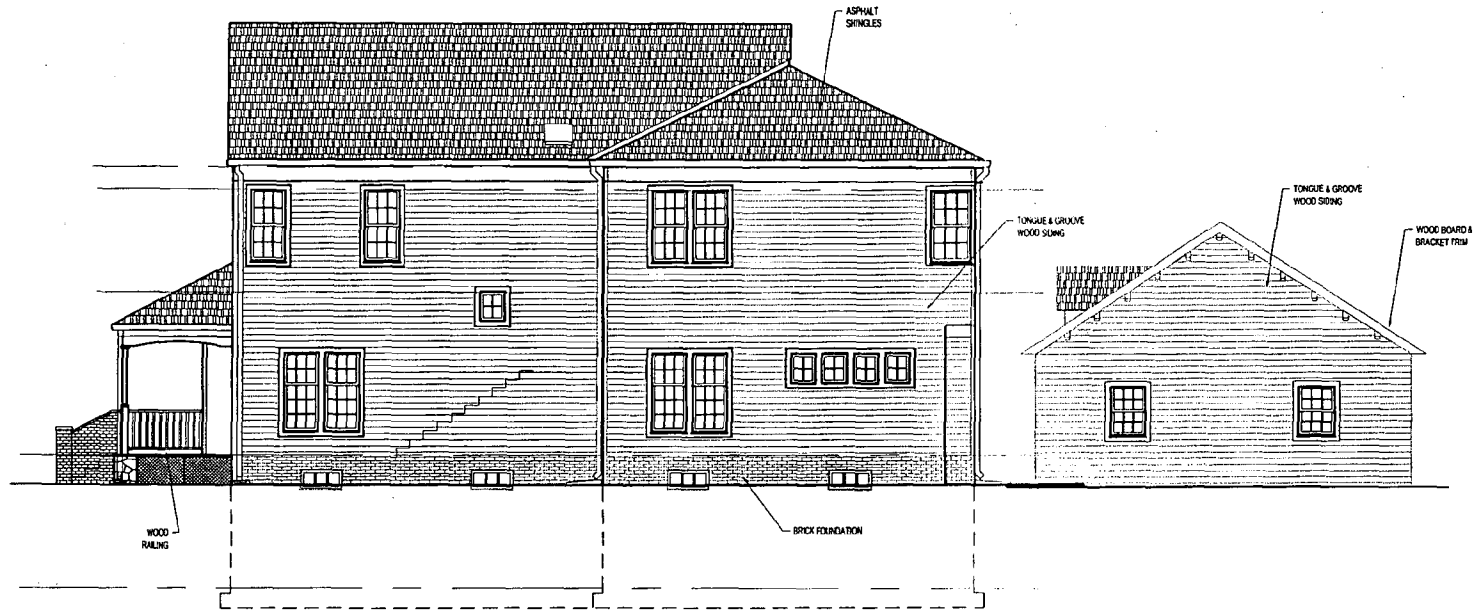 ASPHALT
SHINGLES
TONGUE & GROOVE
WOOD SIDING
TONGUE & GROOVE
WOOD SIDING
WOOD BOARD &
BRACKET TRIM
WOOD
RAILING
BRICK FOUNDATION